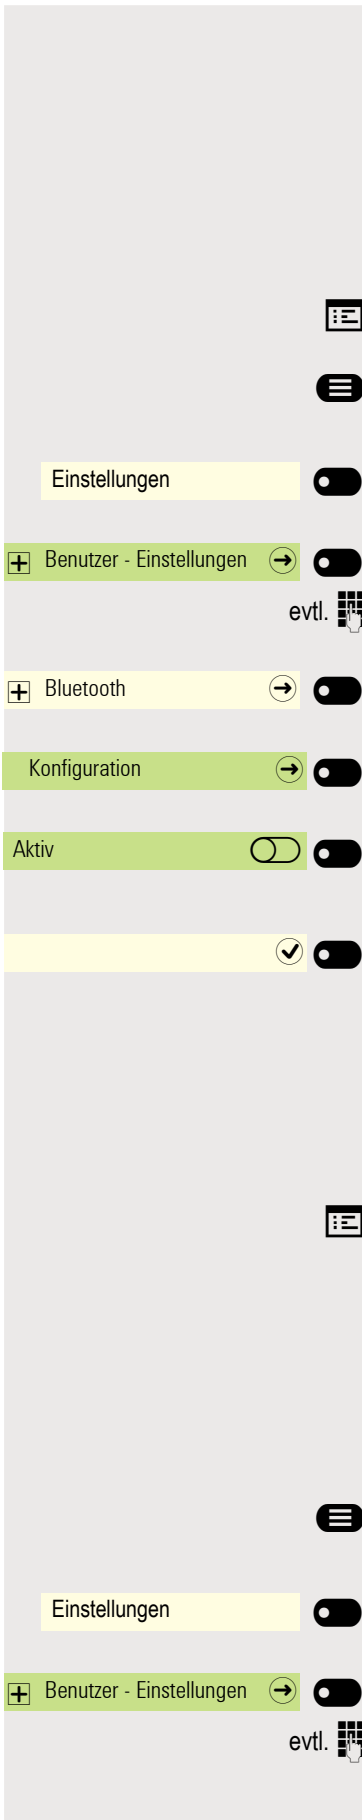 Einstellungen
Benutzer - Einstellungen
evtl.
Bluetooth
Konfiguration
Aktiv
Einstellungen
Benutzer - Einstellungen
evtl.